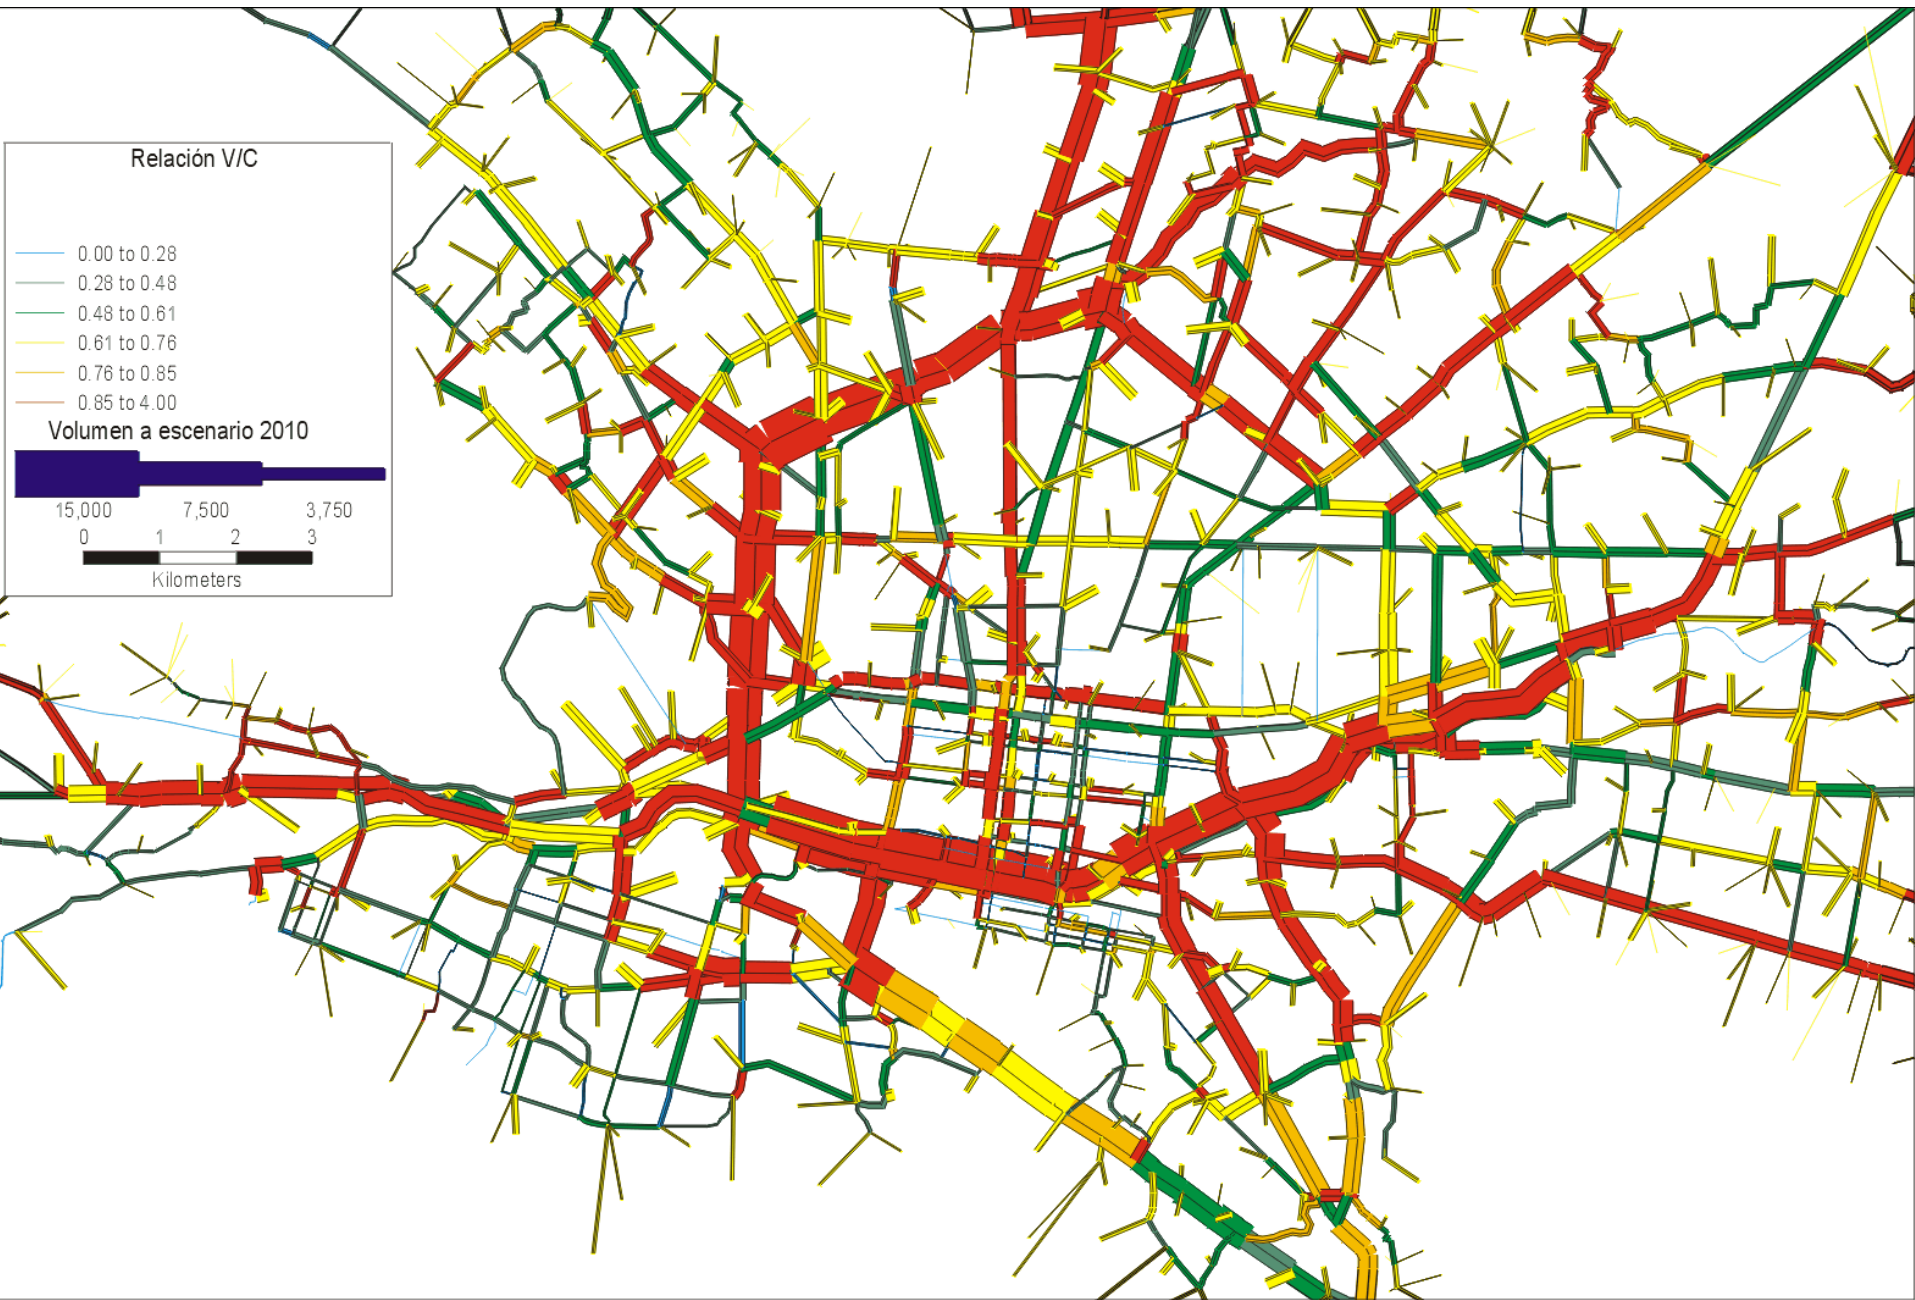 Relación V/C
0.00 to 0.28
0.28 to 0.48
0.48 to 0.61
0.61 to 0.76
0.76 to 0.85
0.85 to 4.00
Volumen a escenario 2010
15,000 7,500 3,750
0 1 2 3
Kilometers